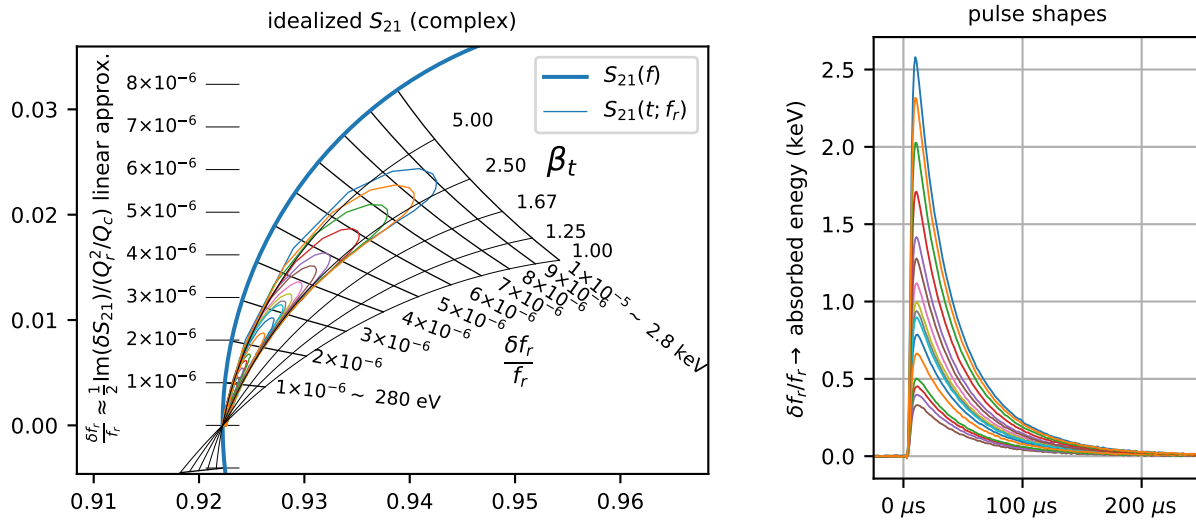 idealized S₂₁ (complex)
δfᵣ/fᵣ ≈ ½ Im(δS₂₁)/(Qᵣ²/Q_c) linear approx.
0.03
0.02
0.01
0.00
8×10⁻⁶
7×10⁻⁶
6×10⁻⁶
5×10⁻⁶
4×10⁻⁶
3×10⁻⁶
2×10⁻⁶
1×10⁻⁶
S₂₁(f)
S₂₁(t; fᵣ)
5.00
2.50
1.67
1.25
1.00
βₜ
1×10⁻⁵ ~ 2.8 keV
9×10⁻⁶
8×10⁻⁶
7×10⁻⁶
6×10⁻⁶
5×10⁻⁶
4×10⁻⁶
3×10⁻⁶
2×10⁻⁶
1×10⁻⁶ ~ 280 eV
δfᵣ
fᵣ
0.91 0.92 0.93 0.94 0.95 0.96
pulse shapes
δfᵣ/fᵣ → absorbed enegy (keV)
2.5
2.0
1.5
1.0
0.5
0.0
0 μs 100 μs 200 μs